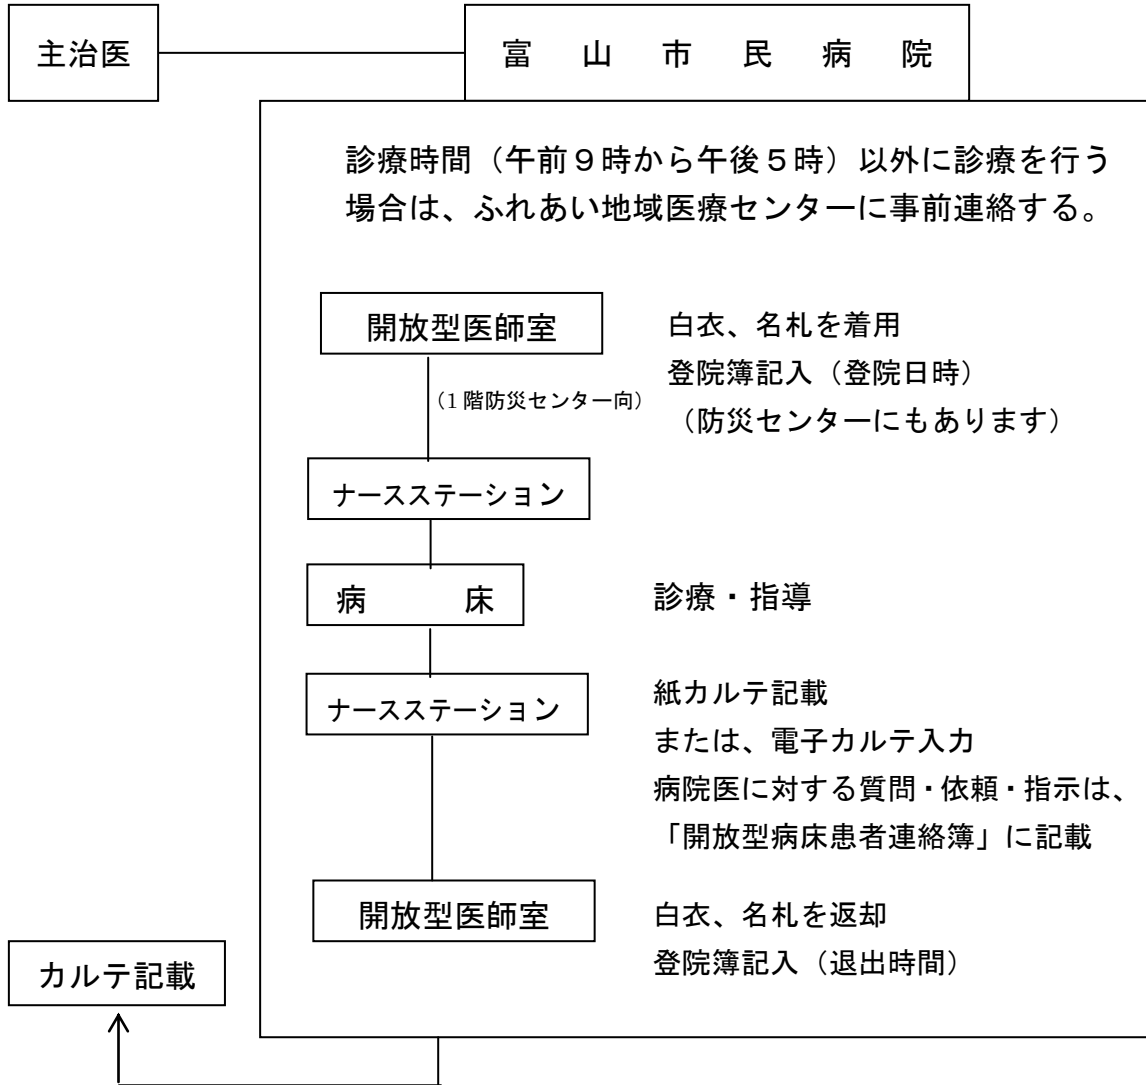 主治医
富山市民病院
診療時間（午前９時から午後５時）以外に診療を行う
場合は、ふれあい地域医療センターに事前連絡する。
開放型医師室
白衣、名札を着用
登院簿記入（登院日時）
（1階防災センター向）
（防災センターにもあります）
ナースステーション
病床
診療・指導
ナースステーション
紙カルテ記載
または、電子カルテ入力
病院医に対する質問・依頼・指示は、
「開放型病床患者連絡簿」に記載
開放型医師室
白衣、名札を返却
登院簿記入（退出時間）
カルテ記載